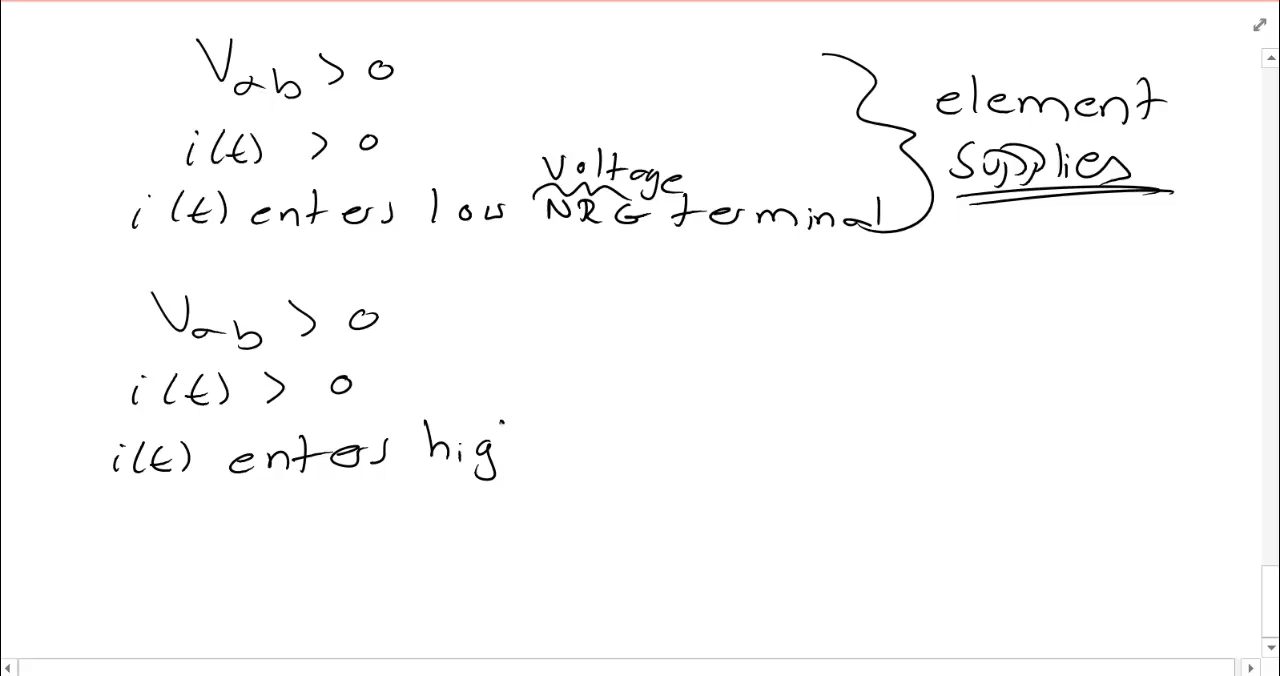 Vab > 0
i(t) > 0
voltage
i(t) enters low NRG terminal
element
supplies
Vab > 0
i(t) > 0
i(t) enters hig